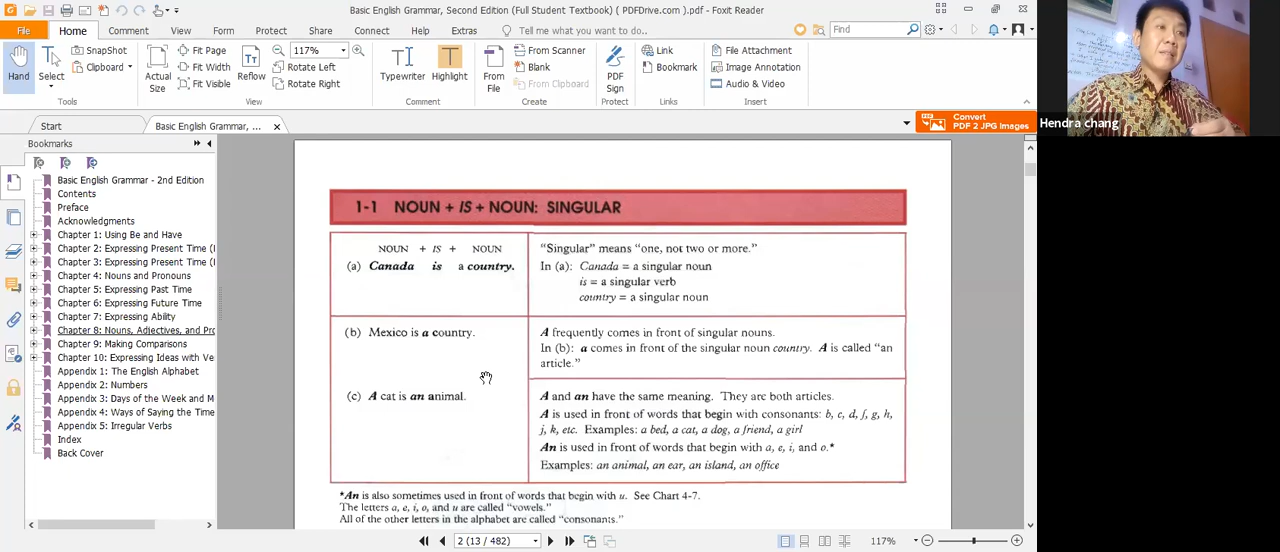 Basic English Grammar, Second Edition (Full Student Textbook) ( PDFDrive.com ).pdf - Foxit Reader
File Home Comment View Form Protect Share Connect Help Extras Tell me what you want to do.. Find
Hand
Select
SnapShot
Clipboard
Tools
Actual Size
Fit Page
Fit Width
Fit Visible
Reflow
117%
Rotate Left
Rotate Right
View
Typewriter
Highlight
Comment
From File
From Scanner
Blank
From Clipboard
Create
PDF Sign
Protect
Link
Bookmark
Links
File Attachment
Image Annotation
Audio & Video
Insert
Hendra chang
Start
Basic English Grammar, ...
Convert
PDF 2 JPG Images
Bookmarks
Basic English Grammar - 2nd Edition
Contents
Preface
Acknowledgments
Chapter 1: Using Be and Have
Chapter 2: Expressing Present Time (
Chapter 3: Expressing Present Time (I
Chapter 4: Nouns and Pronouns
Chapter 5: Expressing Past Time
Chapter 6: Expressing Future Time
Chapter 7: Expressing Ability
Chapter 8: Nouns, Adjectives, and Pro
Chapter 9: Making Comparisons
Chapter 10: Expressing Ideas with Ve
Appendix 1: The English Alphabet
Appendix 2: Numbers
Appendix 3: Days of the Week and M
Appendix 4: Ways of Saying the Time
Appendix 5: Irregular Verbs
Index
Back Cover
1-1 NOUN + IS + NOUN: SINGULAR
NOUN + IS + NOUN
(a) Canada is a country.
"Singular" means "one, not two or more."
In (a): Canada = a singular noun
is = a singular verb
country = a singular noun
(b) Mexico is a country.
A frequently comes in front of singular nouns.
In (b): a comes in front of the singular noun country. A is called "an
article."
(c) A cat is an animal.
A and an have the same meaning. They are both articles.
A is used in front of words that begin with consonants: b, c, d, f, g, h,
j, k, etc. Examples: a bed, a cat, a dog, a friend, a girl
An is used in front of words that begin with a, e, i, and o.*
Examples: an animal, an ear, an island, an office
*An is also sometimes used in front of words that begin with u. See Chart 4-7.
The letters a, e, i, o, and u are called "vowels."
All of the other letters in the alphabet are called "consonants."
2 (13 / 482)
117%